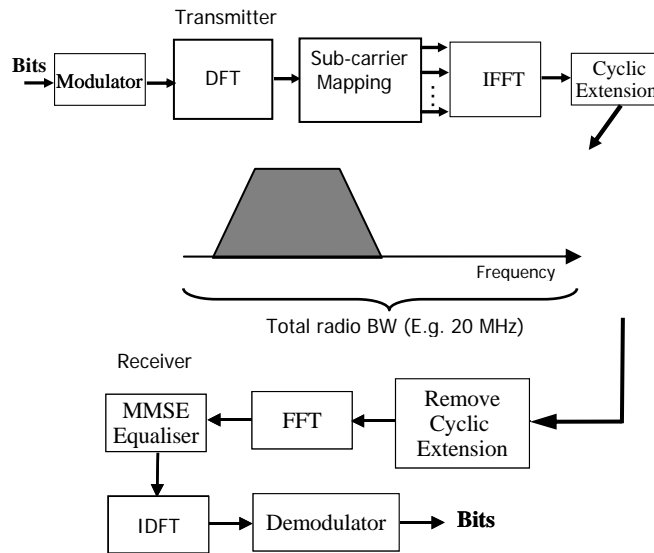 Transmitter
Bits
Modulator
DFT
Sub-carrier
Mapping
IFFT
Cyclic
Extension
Frequency
Total radio BW (E.g. 20 MHz)
Receiver
MMSE
Equaliser
FFT
Remove
Cyclic
Extension
IDFT
Demodulator
Bits